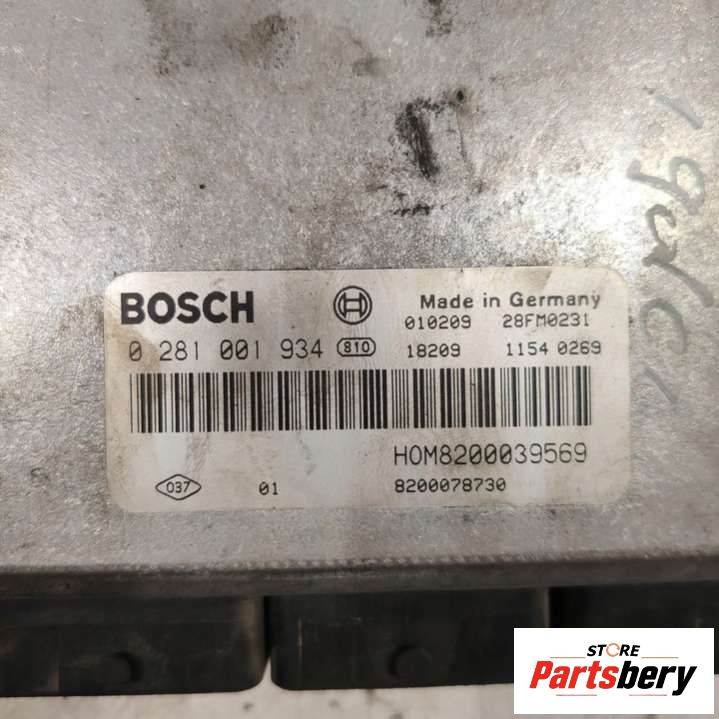 BOSCH
Made in Germany
010209 28FM0231
0 281 001 934 810
18209 1154 0269
HOM8200039569
037 01 8200078730
STORE
Partsbery